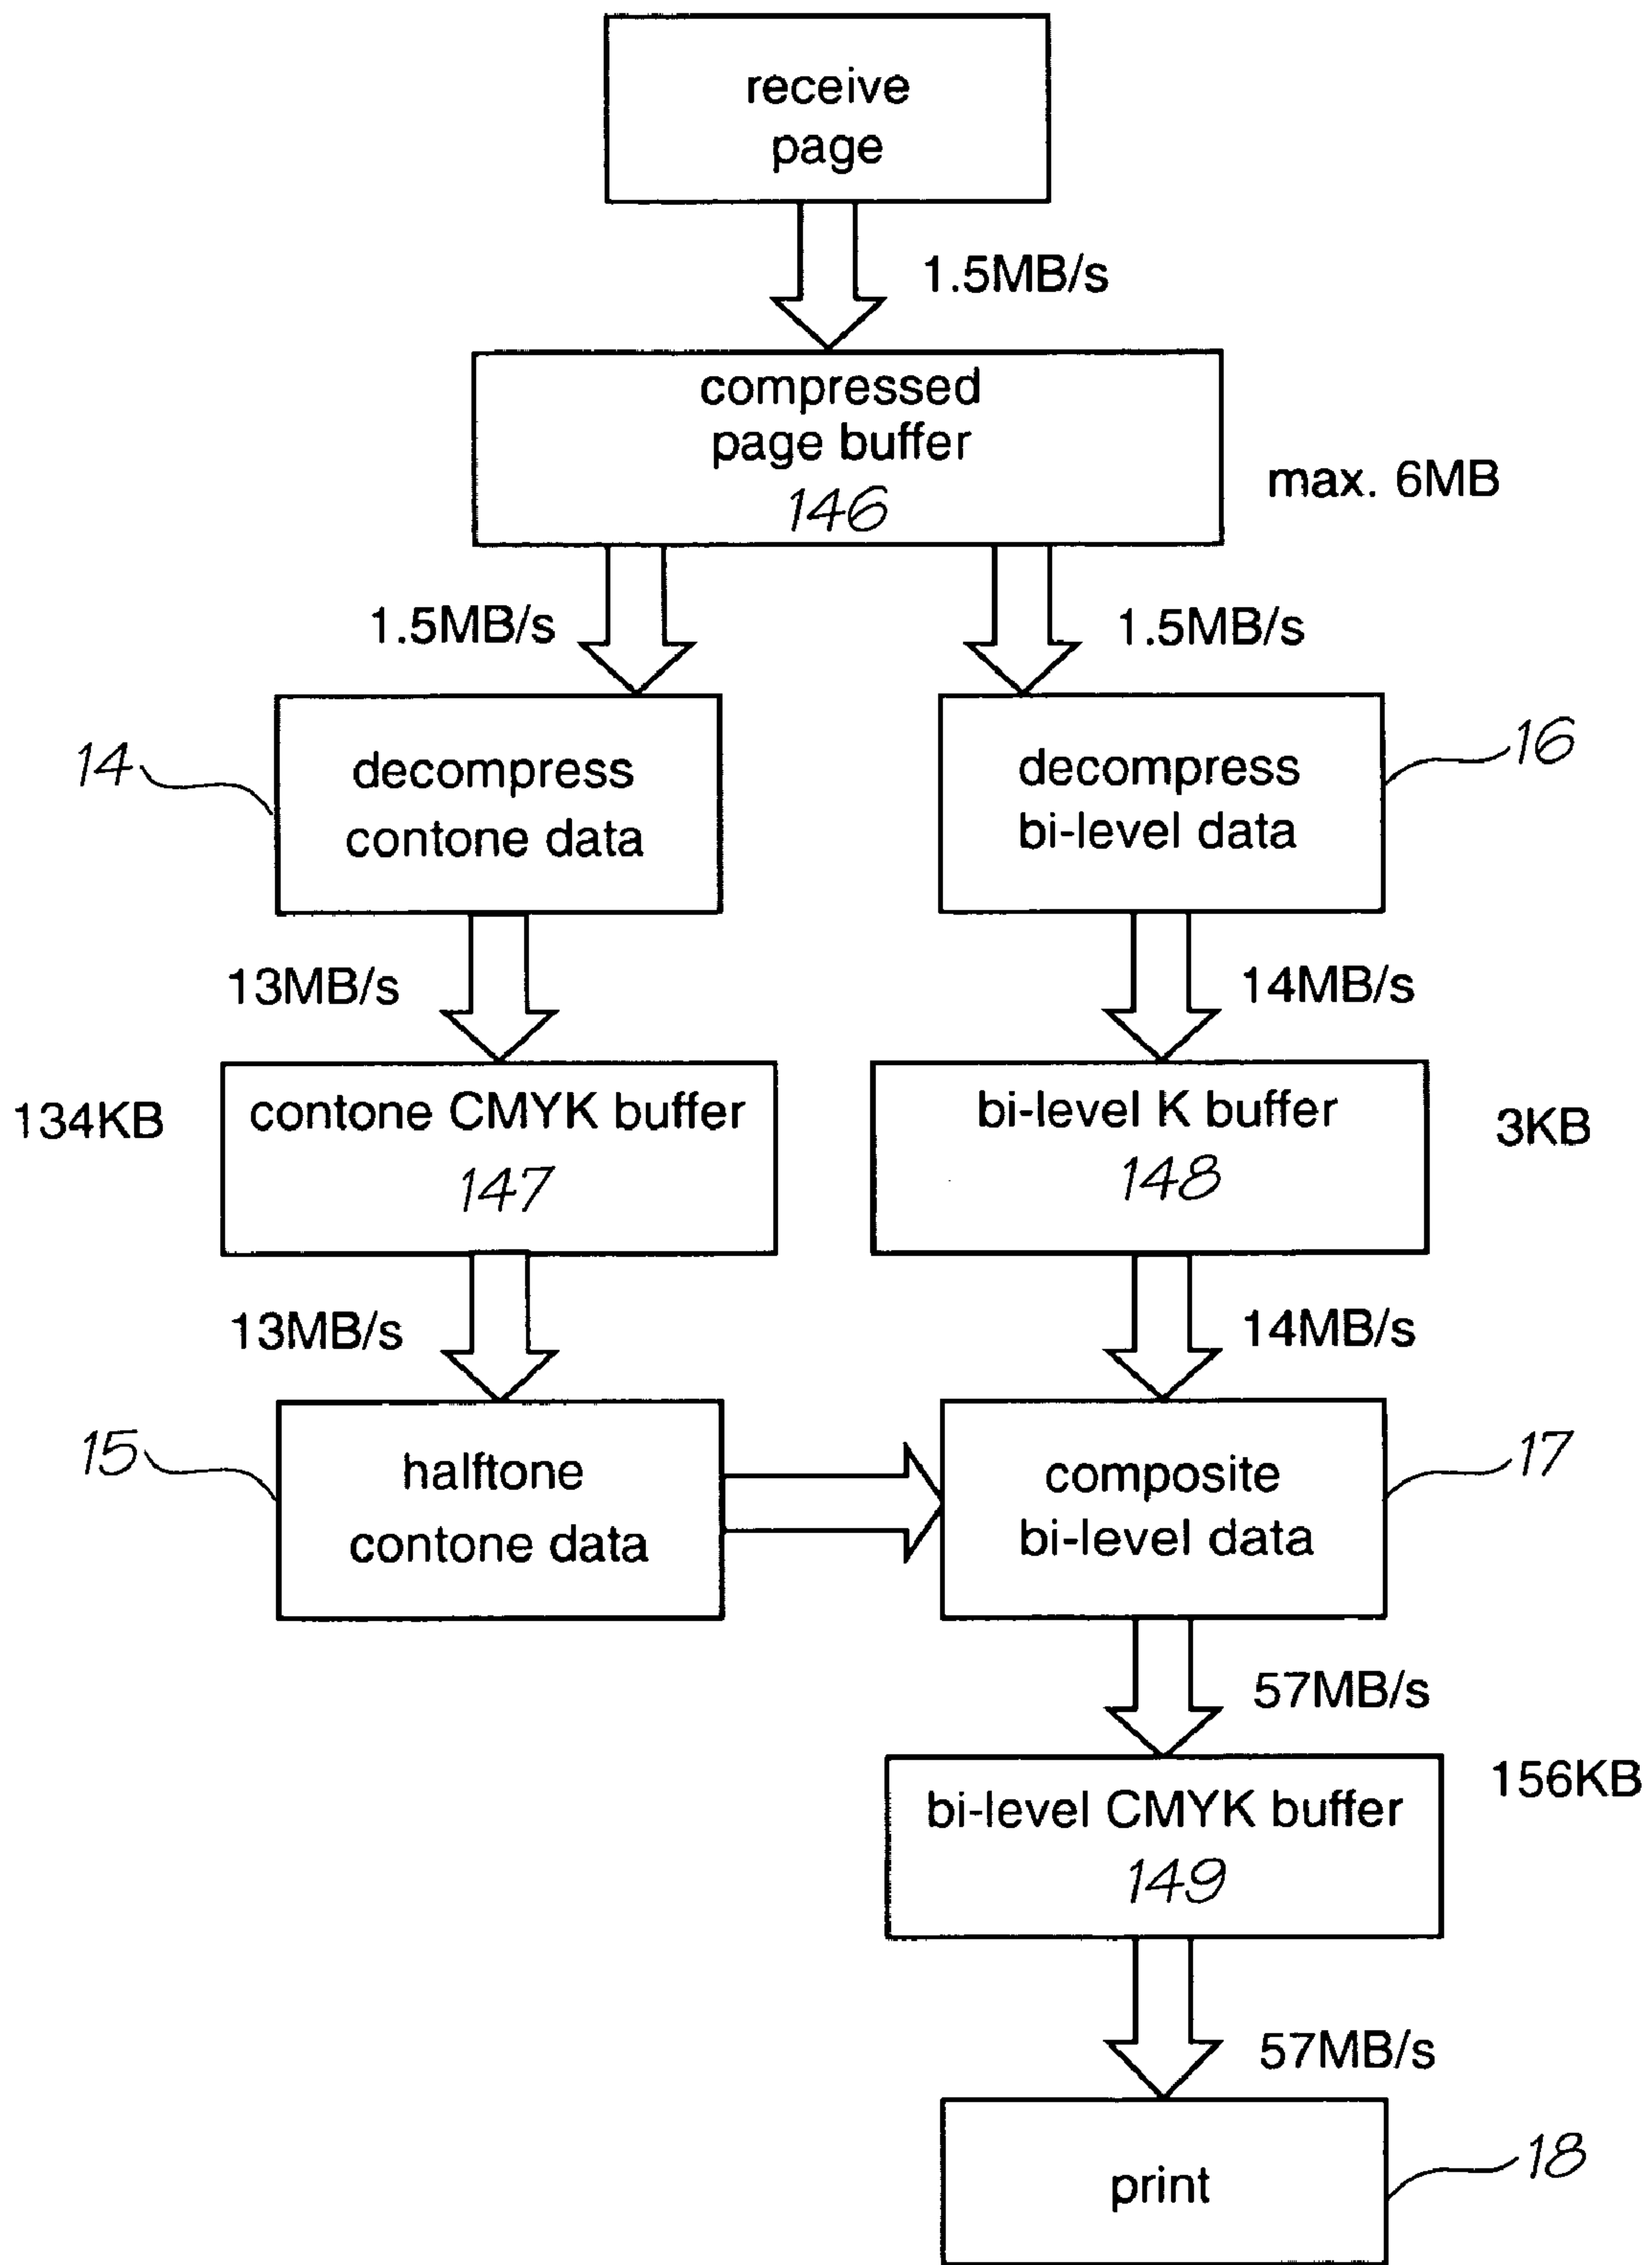 receive
page
1.5MB/s
compressed
page buffer
146
max. 6MB
1.5MB/s
1.5MB/s
14
decompress
contone data
decompress
bi-level data
16
13MB/s
14MB/s
134KB
contone CMYK buffer
147
bi-level K buffer
148
3KB
13MB/s
14MB/s
15
halftone
contone data
composite
bi-level data
17
57MB/s
bi-level CMYK buffer
149
156KB
57MB/s
print
18